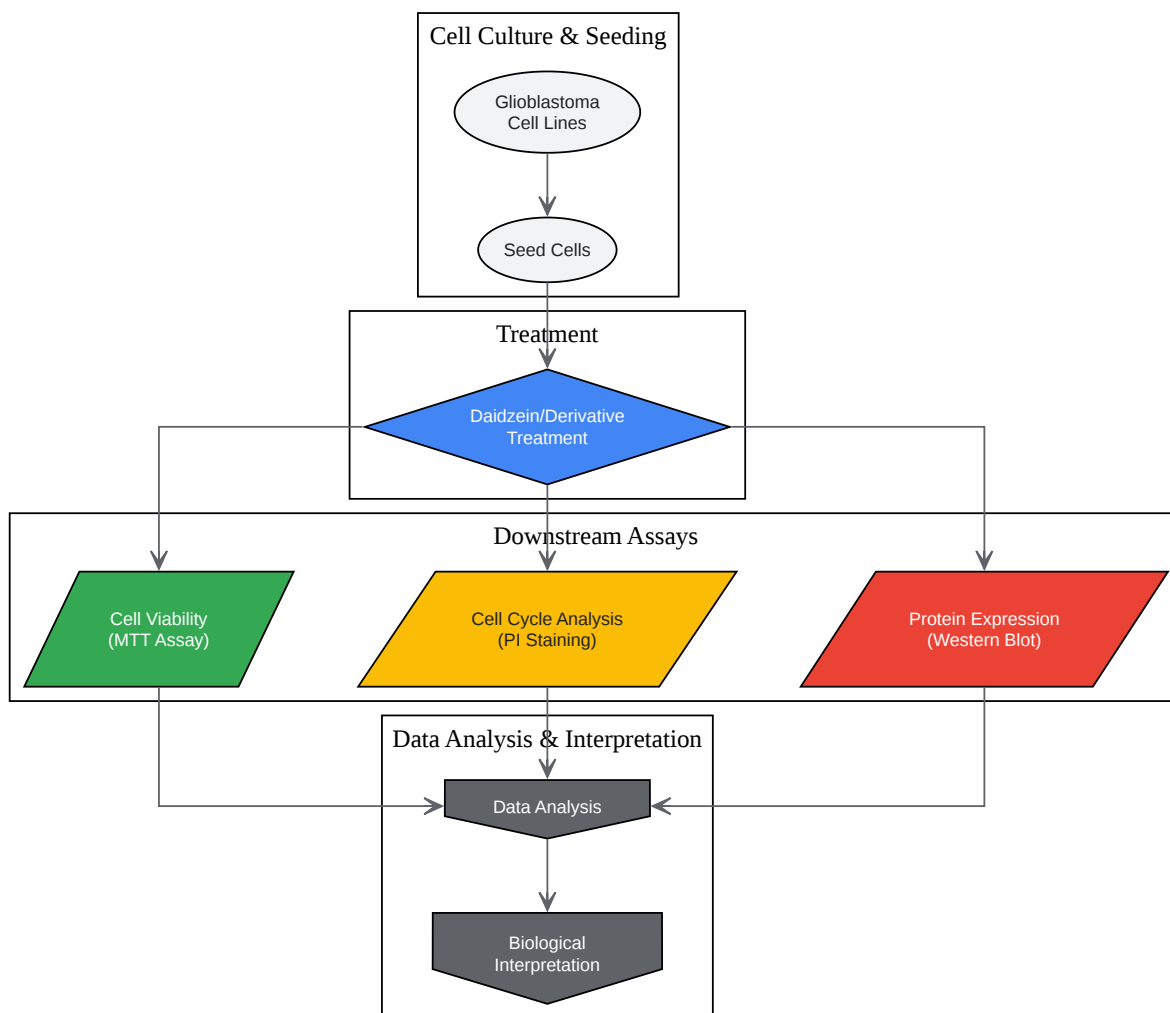 Cell Culture & Seeding
Glioblastoma
Cell Lines
Seed Cells
Treatment
Daidzein/Derivative
Treatment
Downstream Assays
Cell Viability
(MTT Assay)
Cell Cycle Analysis
(PI Staining)
Protein Expression
(Western Blot)
Data Analysis & Interpretation
Data Analysis
Biological
Interpretation